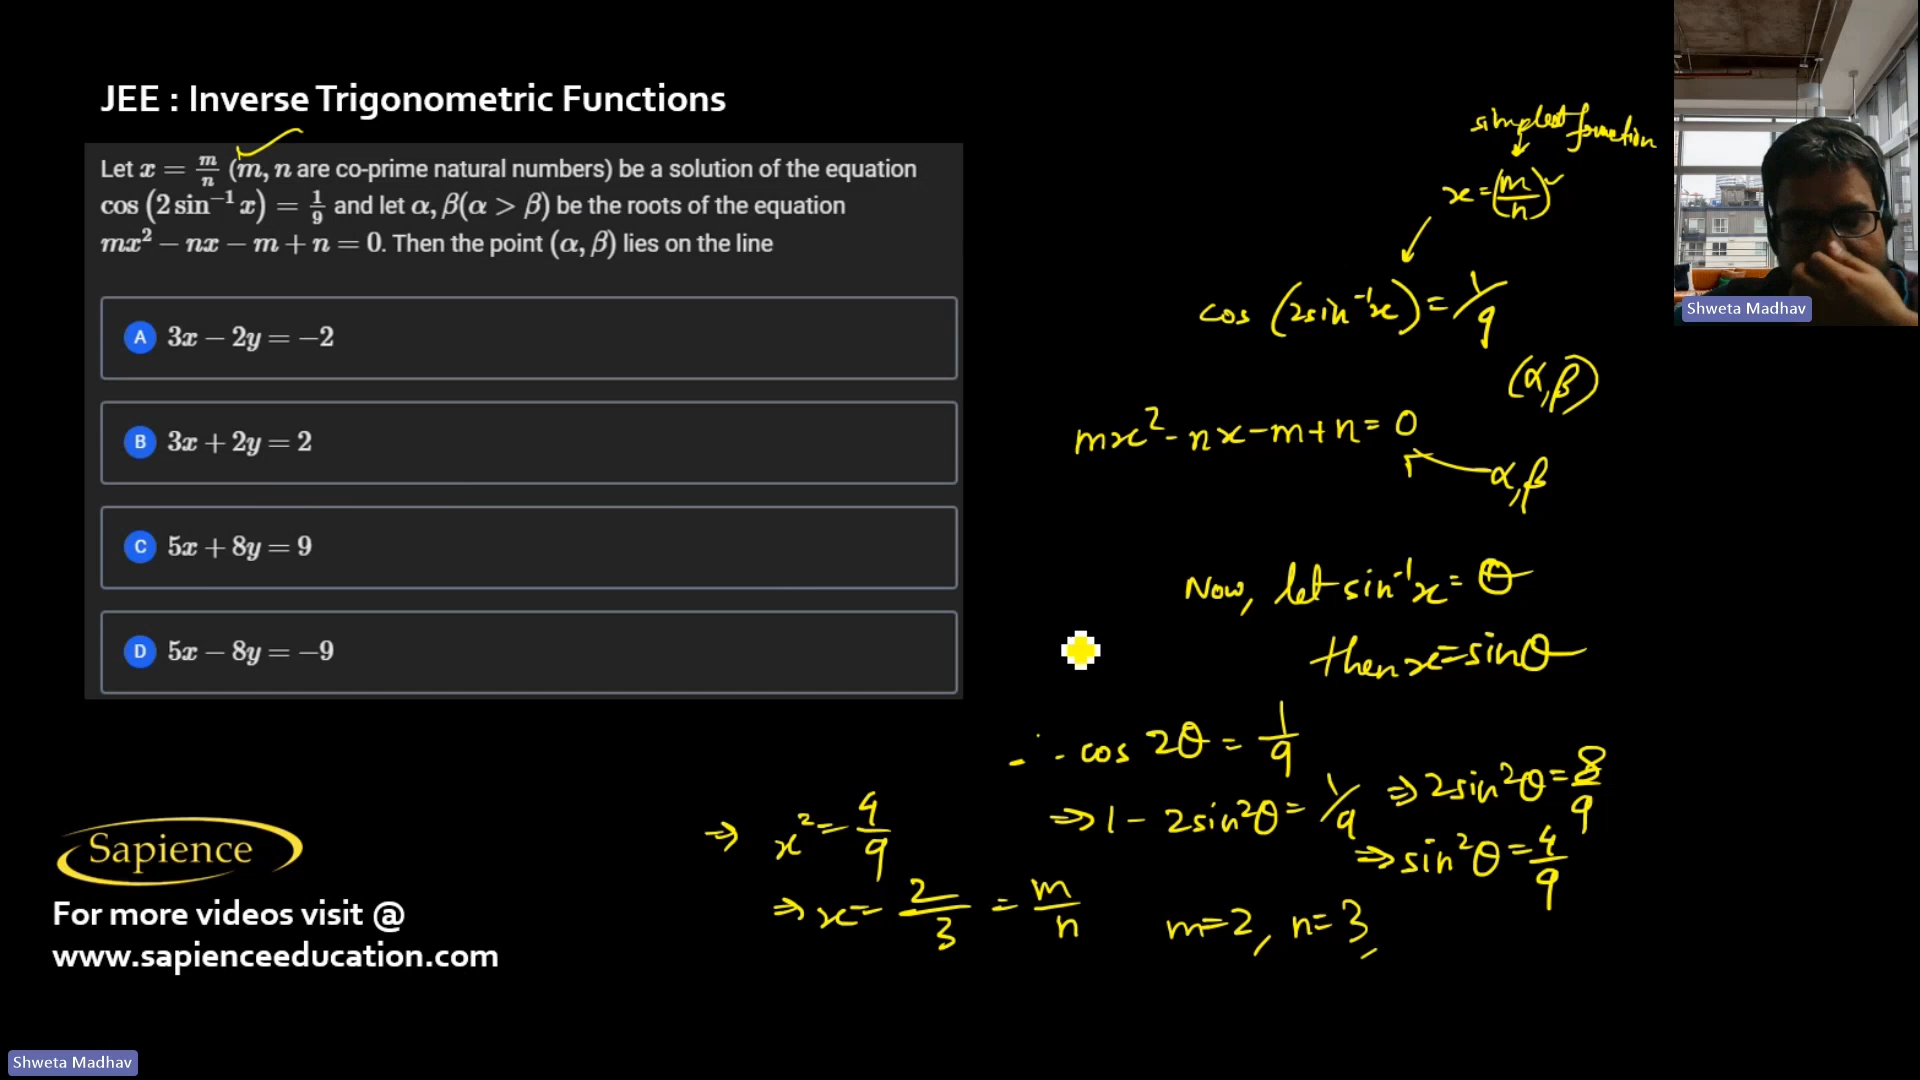 JEE : Inverse Trigonometric Functions
Let x = m/n (m, n are co-prime natural numbers) be a solution of the equation
cos (2 sin⁻¹ x) = 1/9 and let α, β(α > β) be the roots of the equation
mx² − nx − m + n = 0. Then the point (α, β) lies on the line
A 3x − 2y = −2
B 3x + 2y = 2
C 5x + 8y = 9
D 5x − 8y = −9
simplest
x = (m/n)
cos (2sin⁻¹x) = 1/9
(α, β)
mx² - nx - m + n = 0
α, β
Now, let sin⁻¹x = θ
then x = sinθ
∴ cos 2θ = 1/9
⇒ 1 - 2sin²θ = 1/9 ⇒ 2sin²θ = 8/9
⇒ sin²θ = 4/9
⇒ x² = 4/9
⇒ x = 2/3 = m/n m = 2, n = 3,
Sapience
For more videos visit @
www.sapienceeducation.com
Shweta Madhav
Shweta Madhav